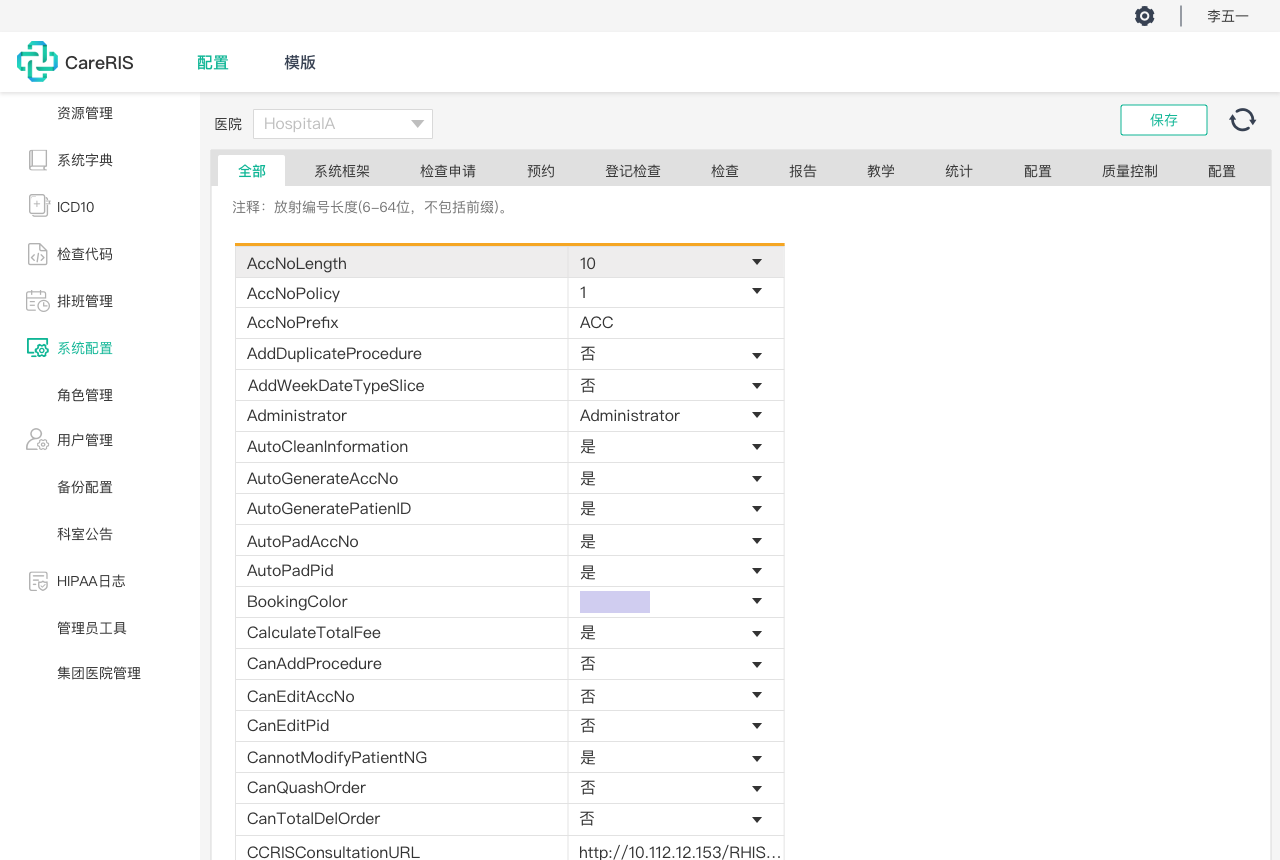 李五一
CareRIS 配置 模版
资源管理
系统字典
ICD10
检查代码
排班管理
系统配置
角色管理
用户管理
备份配置
科室公告
HIPAA日志
管理员工具
集团医院管理
医院 HospitalA 保存
全部 系统框架 检查申请 预约 登记检查 检查 报告 教学 统计 配置 质量控制 配置
注释：放射编号长度(6-64位，不包括前缀)。
AccNoLength 10
AccNoPolicy 1
AccNoPrefix ACC
AddDuplicateProcedure 否
AddWeekDateTypeSlice 否
Administrator Administrator
AutoCleanInformation 是
AutoGenerateAccNo 是
AutoGeneratePatienID 是
AutoPadAccNo 是
AutoPadPid 是
BookingColor
CalculateTotalFee 是
CanAddProcedure 否
CanEditAccNo 否
CanEditPid 否
CannotModifyPatientNG 是
CanQuashOrder 否
CanTotalDelOrder 否
CCRISConsultationURL http://10.112.12.153/RHIS...